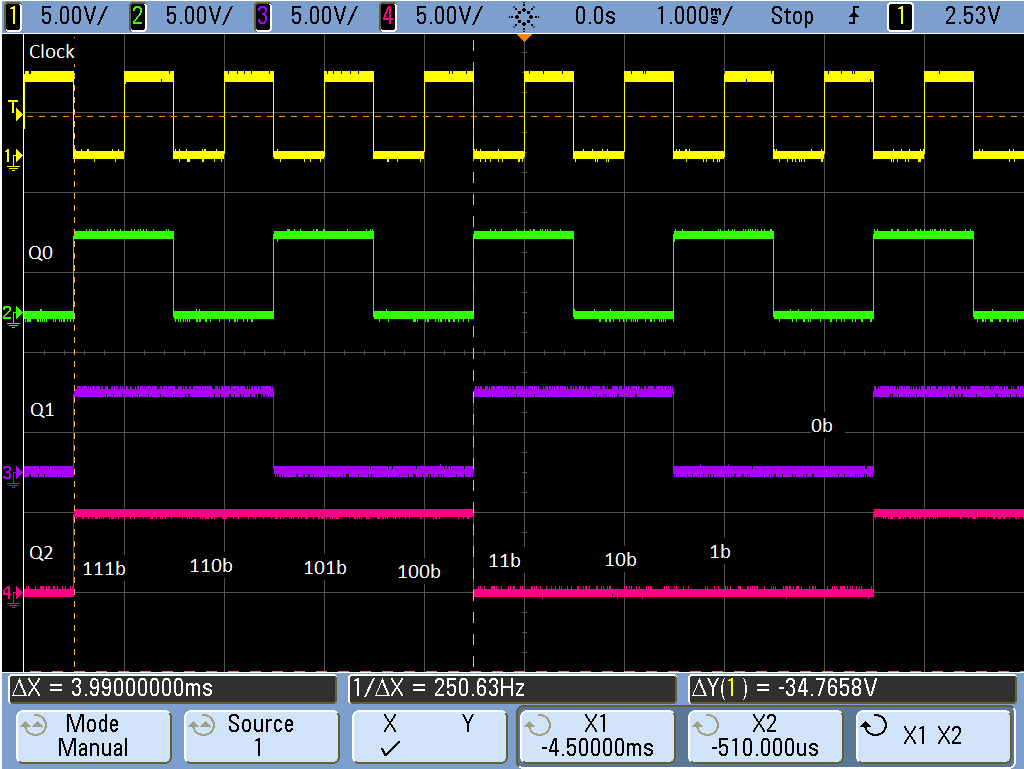 1 5.00V/ 2 5.00V/ 3 5.00V/ 4 5.00V/ 0.0s 1.000ms/ Stop 1 2.53V
Clock
T
1
Q0
2
Q1
0b
3
Q2
111b 110b 101b 100b 11b 10b 1b
4
ΔX = 3.99000000ms 1/ΔX = 250.63Hz ΔY(1) = -34.7658V
Mode Source X Y X1 X2 X1 X2
Manual 1 ✓ -4.50000ms -510.000us